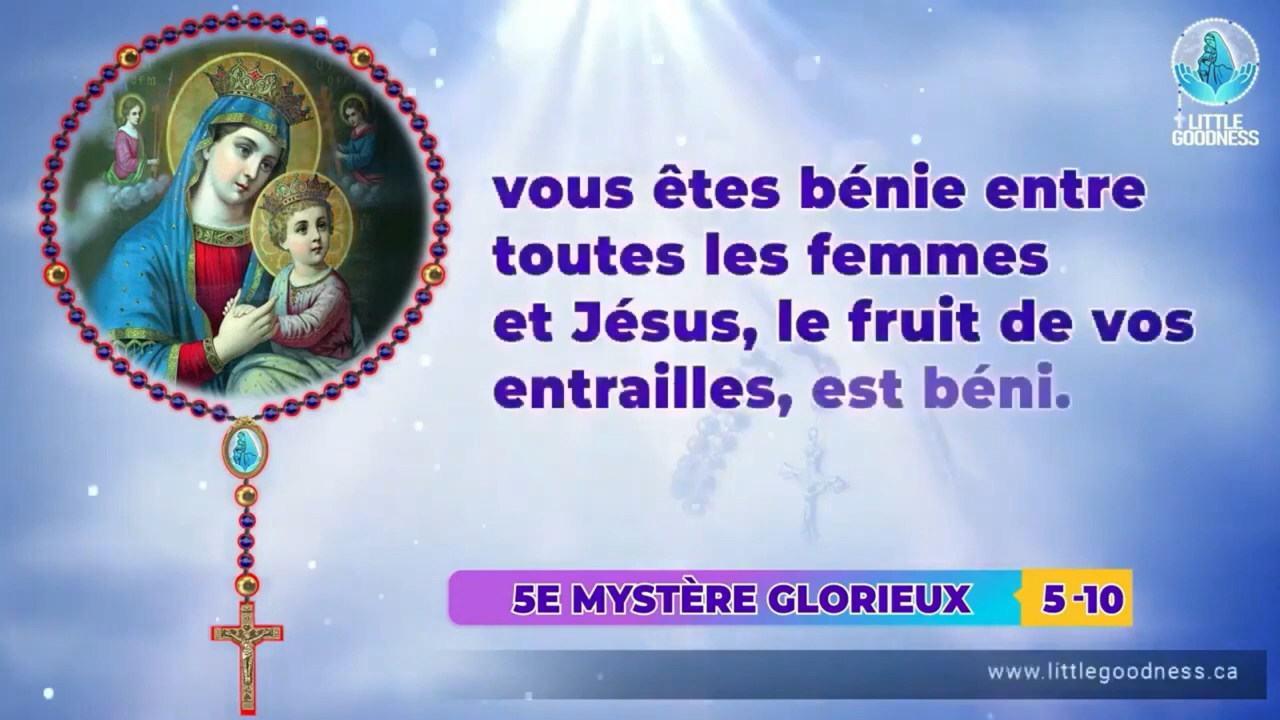 LITTLE
GOODNESS
vous êtes bénie entre
toutes les femmes
et Jésus, le fruit de vos
entrailles, est béni.
5E MYSTÈRE GLORIEUX 5 -10
www.littlegoodness.ca